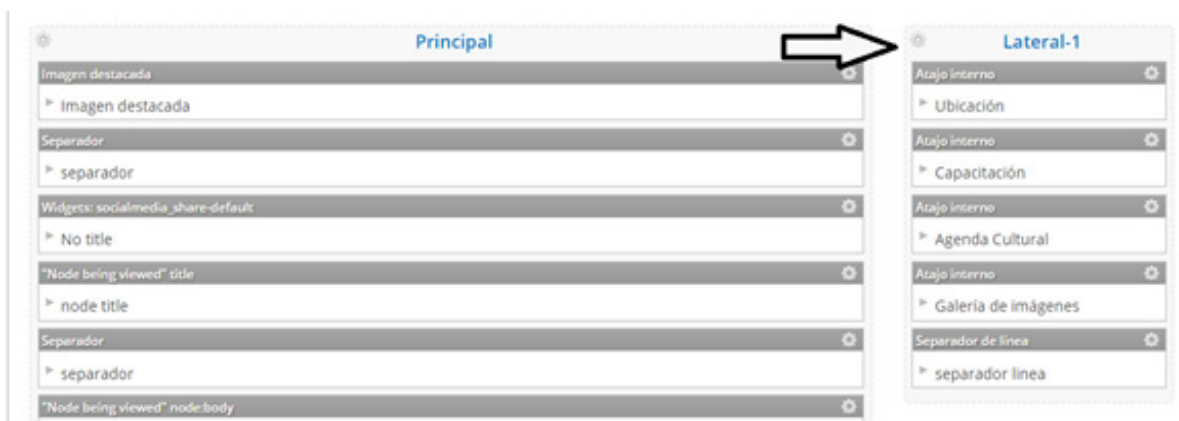 Principal
Imagen destacada
Imagen destacada
Separador
separador
Widgets: socialmedia_share-default
No title
"Node being viewed" title
node title
Separador
separador
"Node being viewed" node:body
Lateral-1
Atajo interno
Ubicación
Atajo interno
Capacitación
Atajo interno
Agenda Cultural
Atajo interno
Galería de imágenes
Separador de línea
separador linea